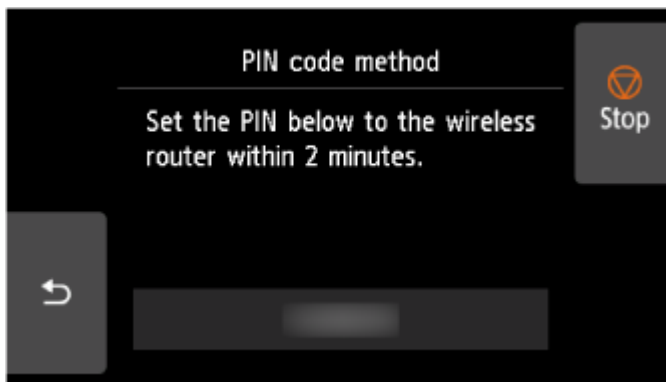 PIN code method
Stop
Set the PIN below to the wireless
router within 2 minutes.